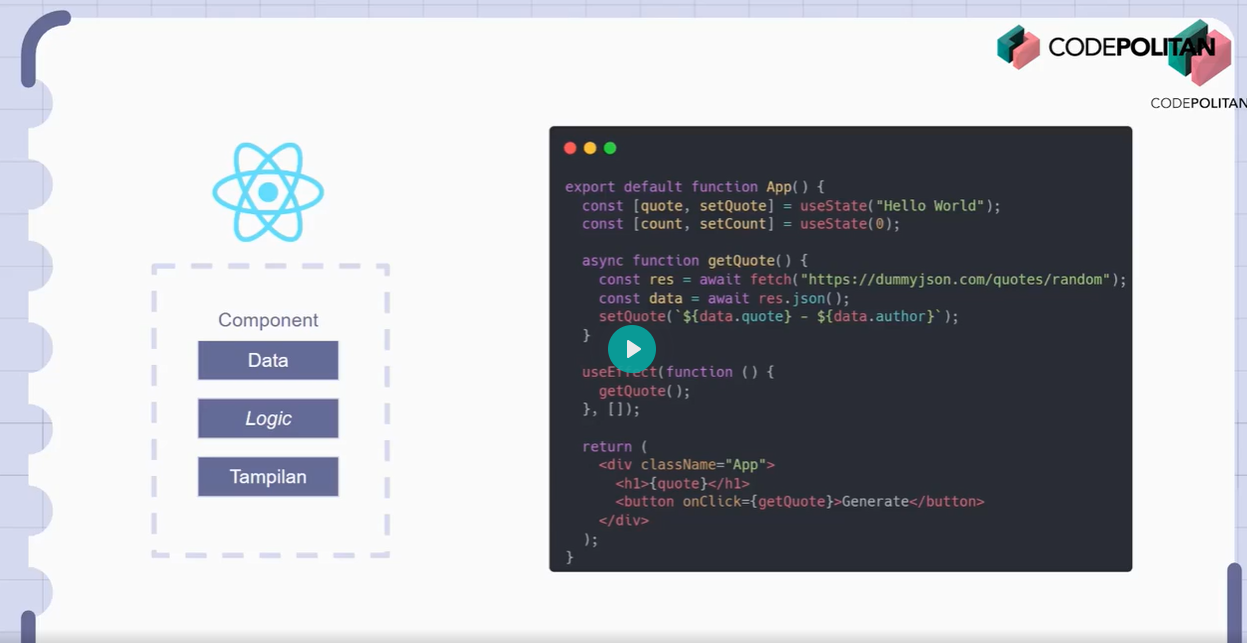 CODEPOLITAN
CODEPOLITAN
Component
Data
Logic
Tampilan
export default function App() {
  const [quote, setQuote] = useState("Hello World");
  const [count, setCount] = useState(0);

  async function getQuote() {
    const res = await fetch("https://dummyjson.com/quotes/random");
    const data = await res.json();
    setQuote(`${data.quote} - ${data.author}`);
  }

  useEffect(function () {
    getQuote();
  }, []);

  return (
    <div className="App">
      <h1>{quote}</h1>
      <button onClick={getQuote}>Generate</button>
    </div>
  );
}